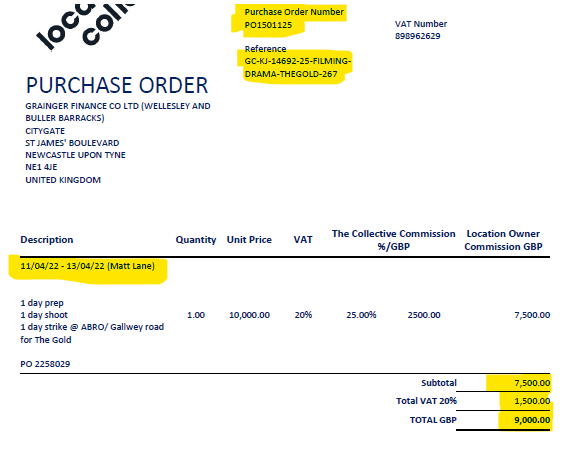 Purchase Order Number
PO1501125
VAT Number
898962629
Reference
GC-KJ-14692-25-FILMING-
DRAMA-THEGOLD-267
PURCHASE ORDER
GRAINGER FINANCE CO LTD (WELLESLEY AND
BULLER BARRACKS)
CITYGATE
ST JAMES' BOULEVARD
NEWCASTLE UPON TYNE
NE1 4JE
UNITED KINGDOM
Description Quantity Unit Price VAT The Collective Commission %/GBP Location Owner Commission GBP
11/04/22 - 13/04/22 (Matt Lane)
1 day prep
1 day shoot 1.00 10,000.00 20% 25.00% 2500.00 7,500.00
1 day strike @ ABRO/ Gallwey road
for The Gold
PO 2258029
Subtotal 7,500.00
Total VAT 20% 1,500.00
TOTAL GBP 9,000.00